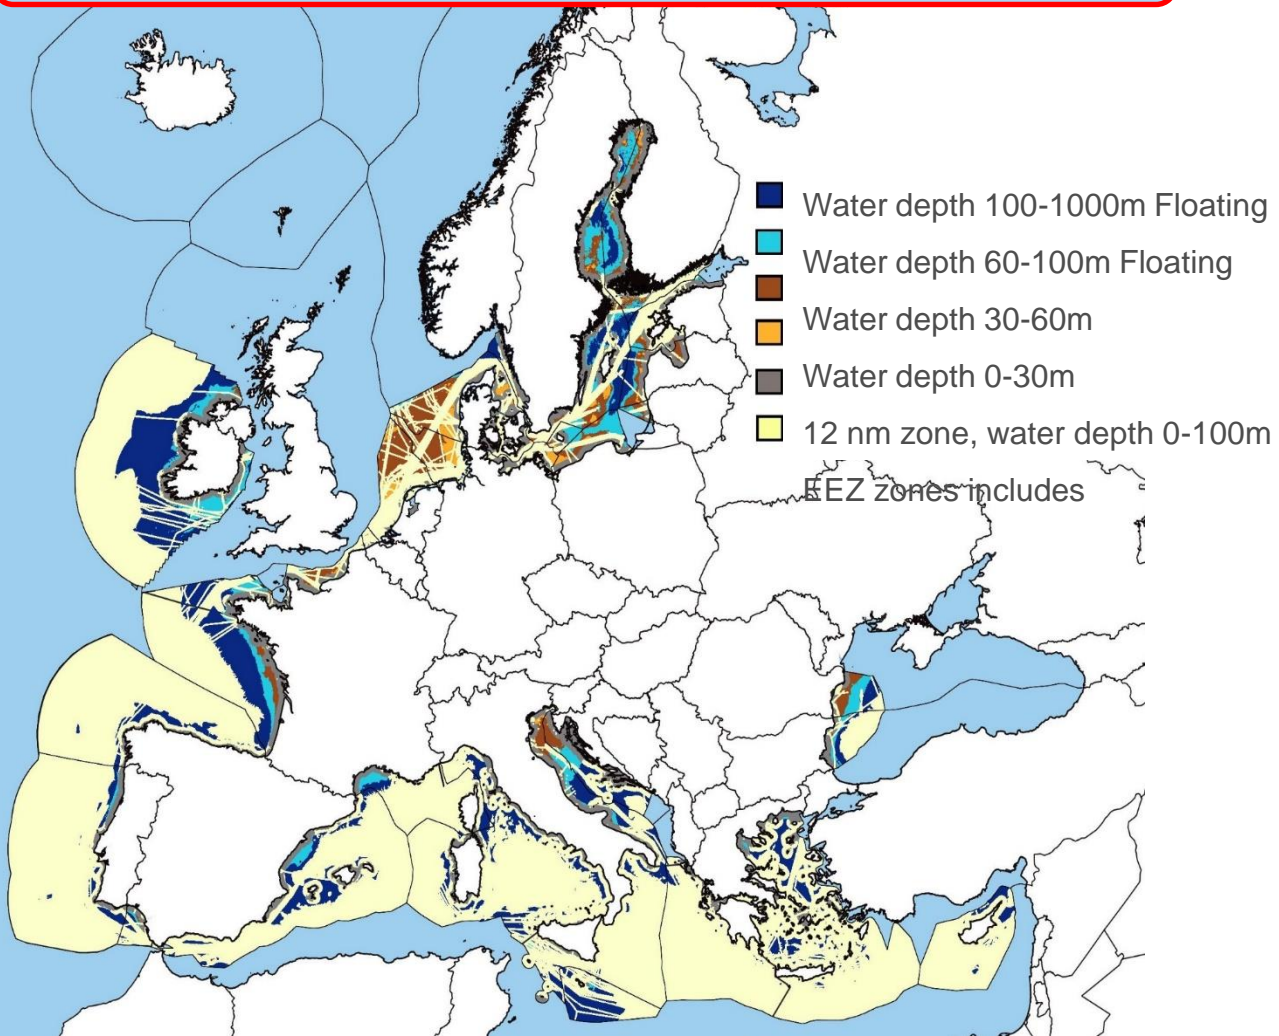 Water depth 100-1000m Floating
Water depth 60-100m Floating
Water depth 30-60m
Water depth 0-30m
12 nm zone, water depth 0-100m
EEZ zones includes